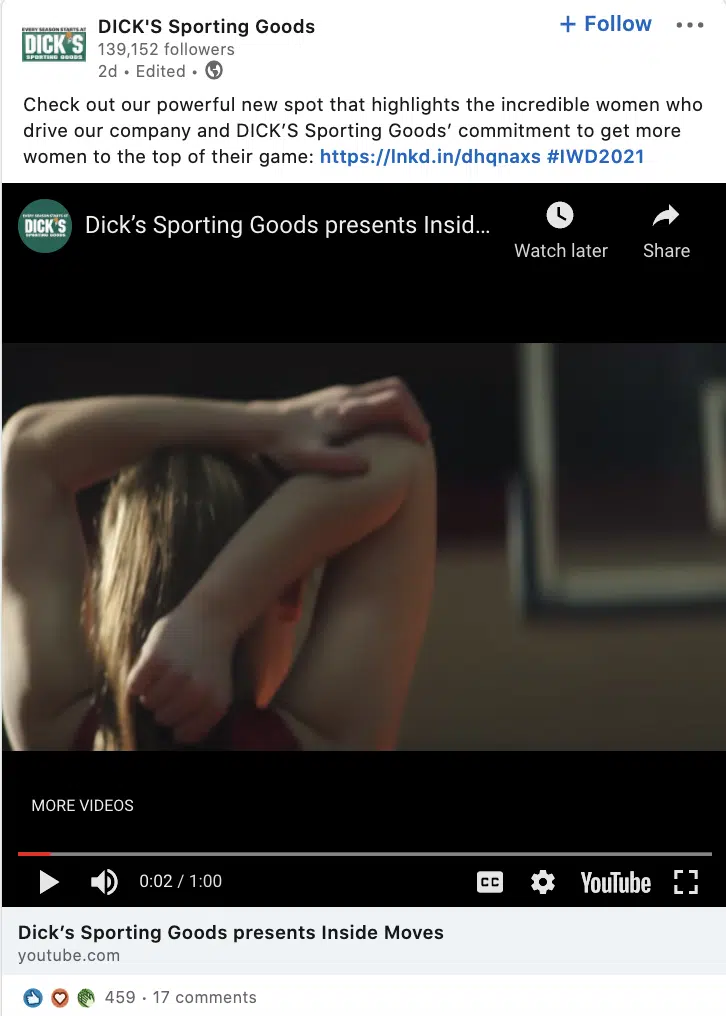 EVERY SEASON STARTS AT
DICK'S
SPORTING GOODS
DICK'S Sporting Goods
139,152 followers
2d • Edited •
+ Follow
Check out our powerful new spot that highlights the incredible women who
drive our company and DICK’S Sporting Goods’ commitment to get more
women to the top of their game: https://lnkd.in/dhqnaxs #IWD2021
EVERY SEASON STARTS AT
DICK'S
SPORTING GOODS
Dick’s Sporting Goods presents Insid...
Watch later
Share
MORE VIDEOS
0:02 / 1:00
CC
YouTube
Dick’s Sporting Goods presents Inside Moves
youtube.com
459 · 17 comments